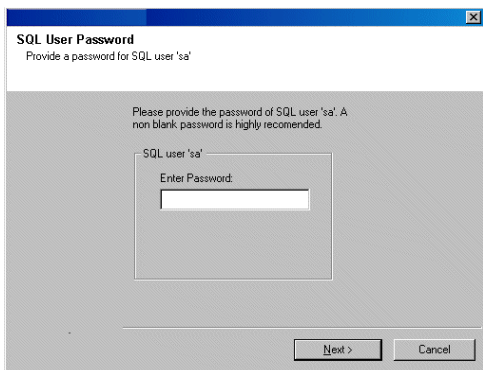 SQL User Password
Provide a password for SQL user 'sa'
Please provide the password of SQL user 'sa'. A
non blank password is highly recomended.
SQL user 'sa'
Enter Password:
Next >
Cancel